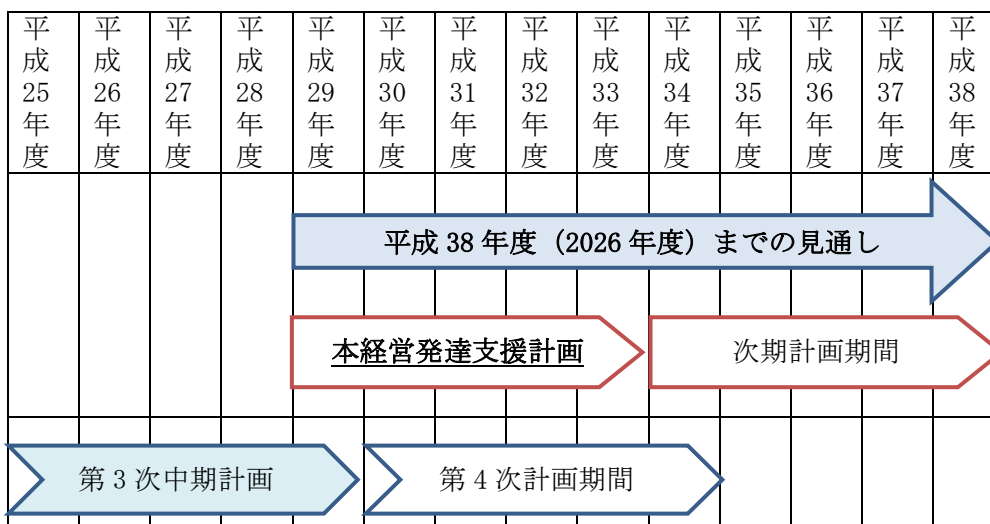 平成25年度
平成26年度
平成27年度
平成28年度
平成29年度
平成30年度
平成31年度
平成32年度
平成33年度
平成34年度
平成35年度
平成36年度
平成37年度
平成38年度
平成 38 年度（2026 年度）までの見通し
本経営発達支援計画
次期計画期間
第 3 次中期計画
第 4 次計画期間